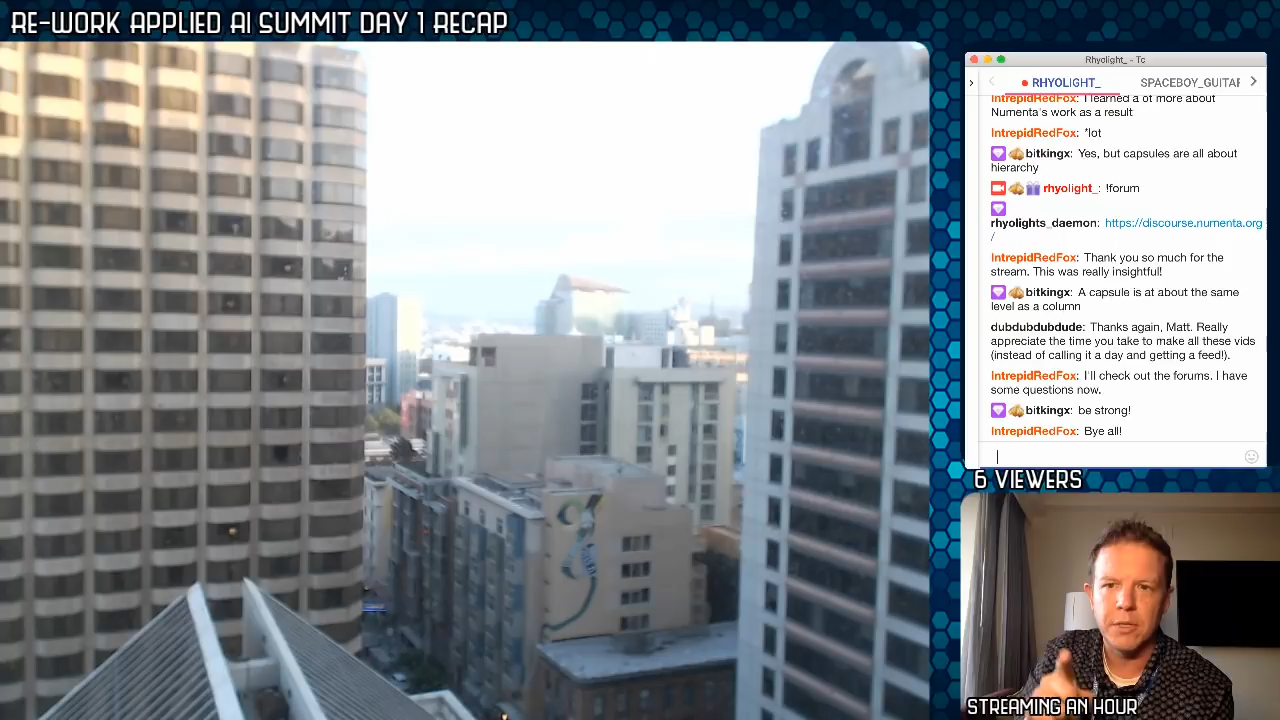 RE-WORK APPLIED AI SUMMIT DAY 1 RECAP
Rhyolight_ - Tc
RHYOLIGHT_
SPACEBOY_GUITAR
IntrepidRedFox: I learned a ot more about
Numenta's work as a result
IntrepidRedFox: *lot
bitkingx: Yes, but capsules are all about
hierarchy
rhyolight_: !forum
rhyolights_daemon: https://discourse.numenta.org
/
IntrepidRedFox: Thank you so much for the
stream. This was really insightful!
bitkingx: A capsule is at about the same
level as a column
dubdubdubdude: Thanks again, Matt. Really
appreciate the time you take to make all these vids
(instead of calling it a day and getting a feed!).
IntrepidRedFox: I'll check out the forums. I have
some questions now.
bitkingx: be strong!
IntrepidRedFox: Bye all!
6 VIEWERS
STREAMING AN HOUR